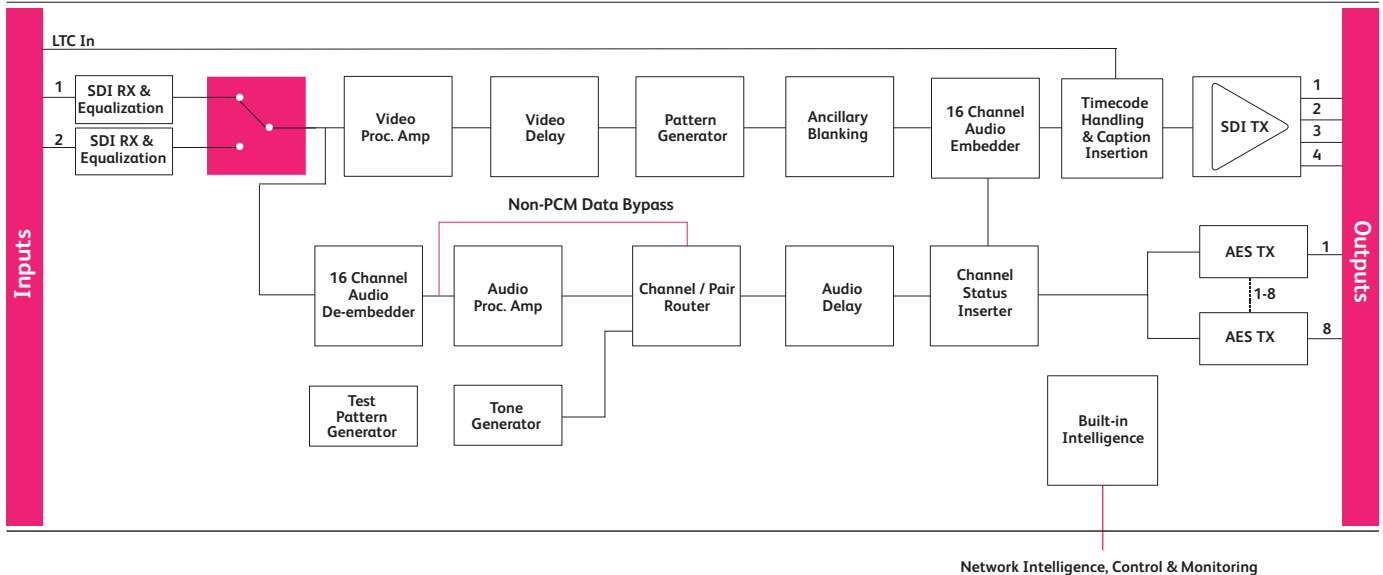 Inputs
LTC In
1
SDI RX &
Equalization
2
SDI RX &
Equalization
Video
Proc. Amp
Video
Delay
Pattern
Generator
Ancillary
Blanking
16 Channel
Audio
Embedder
Timecode
Handling
& Caption
Insertion
SDI TX
1
2
3
4
Non-PCM Data Bypass
16 Channel
Audio
De-embedder
Audio
Proc. Amp
Channel / Pair
Router
Audio
Delay
Channel
Status
Inserter
AES TX
1
1-8
AES TX
8
Outputs
Test
Pattern
Generator
Tone
Generator
Built-in
Intelligence
Network Intelligence, Control & Monitoring